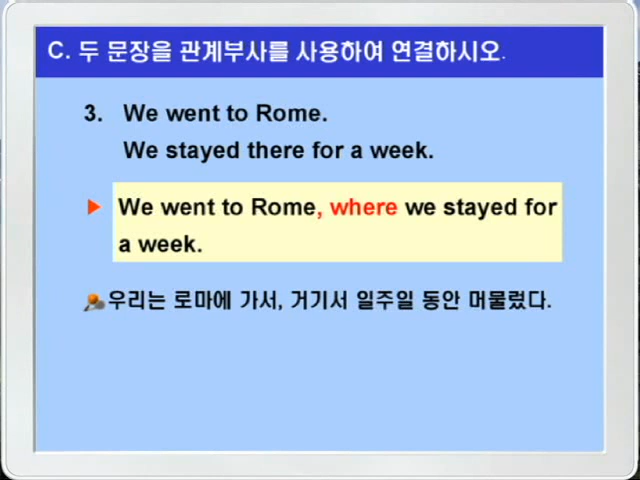 C. 두 문장을 관계부사를 사용하여 연결하시오.
3. We went to Rome.
We stayed there for a week.
We went to Rome, where we stayed for
a week.
우리는 로마에 가서, 거기서 일주일 동안 머물렀다.